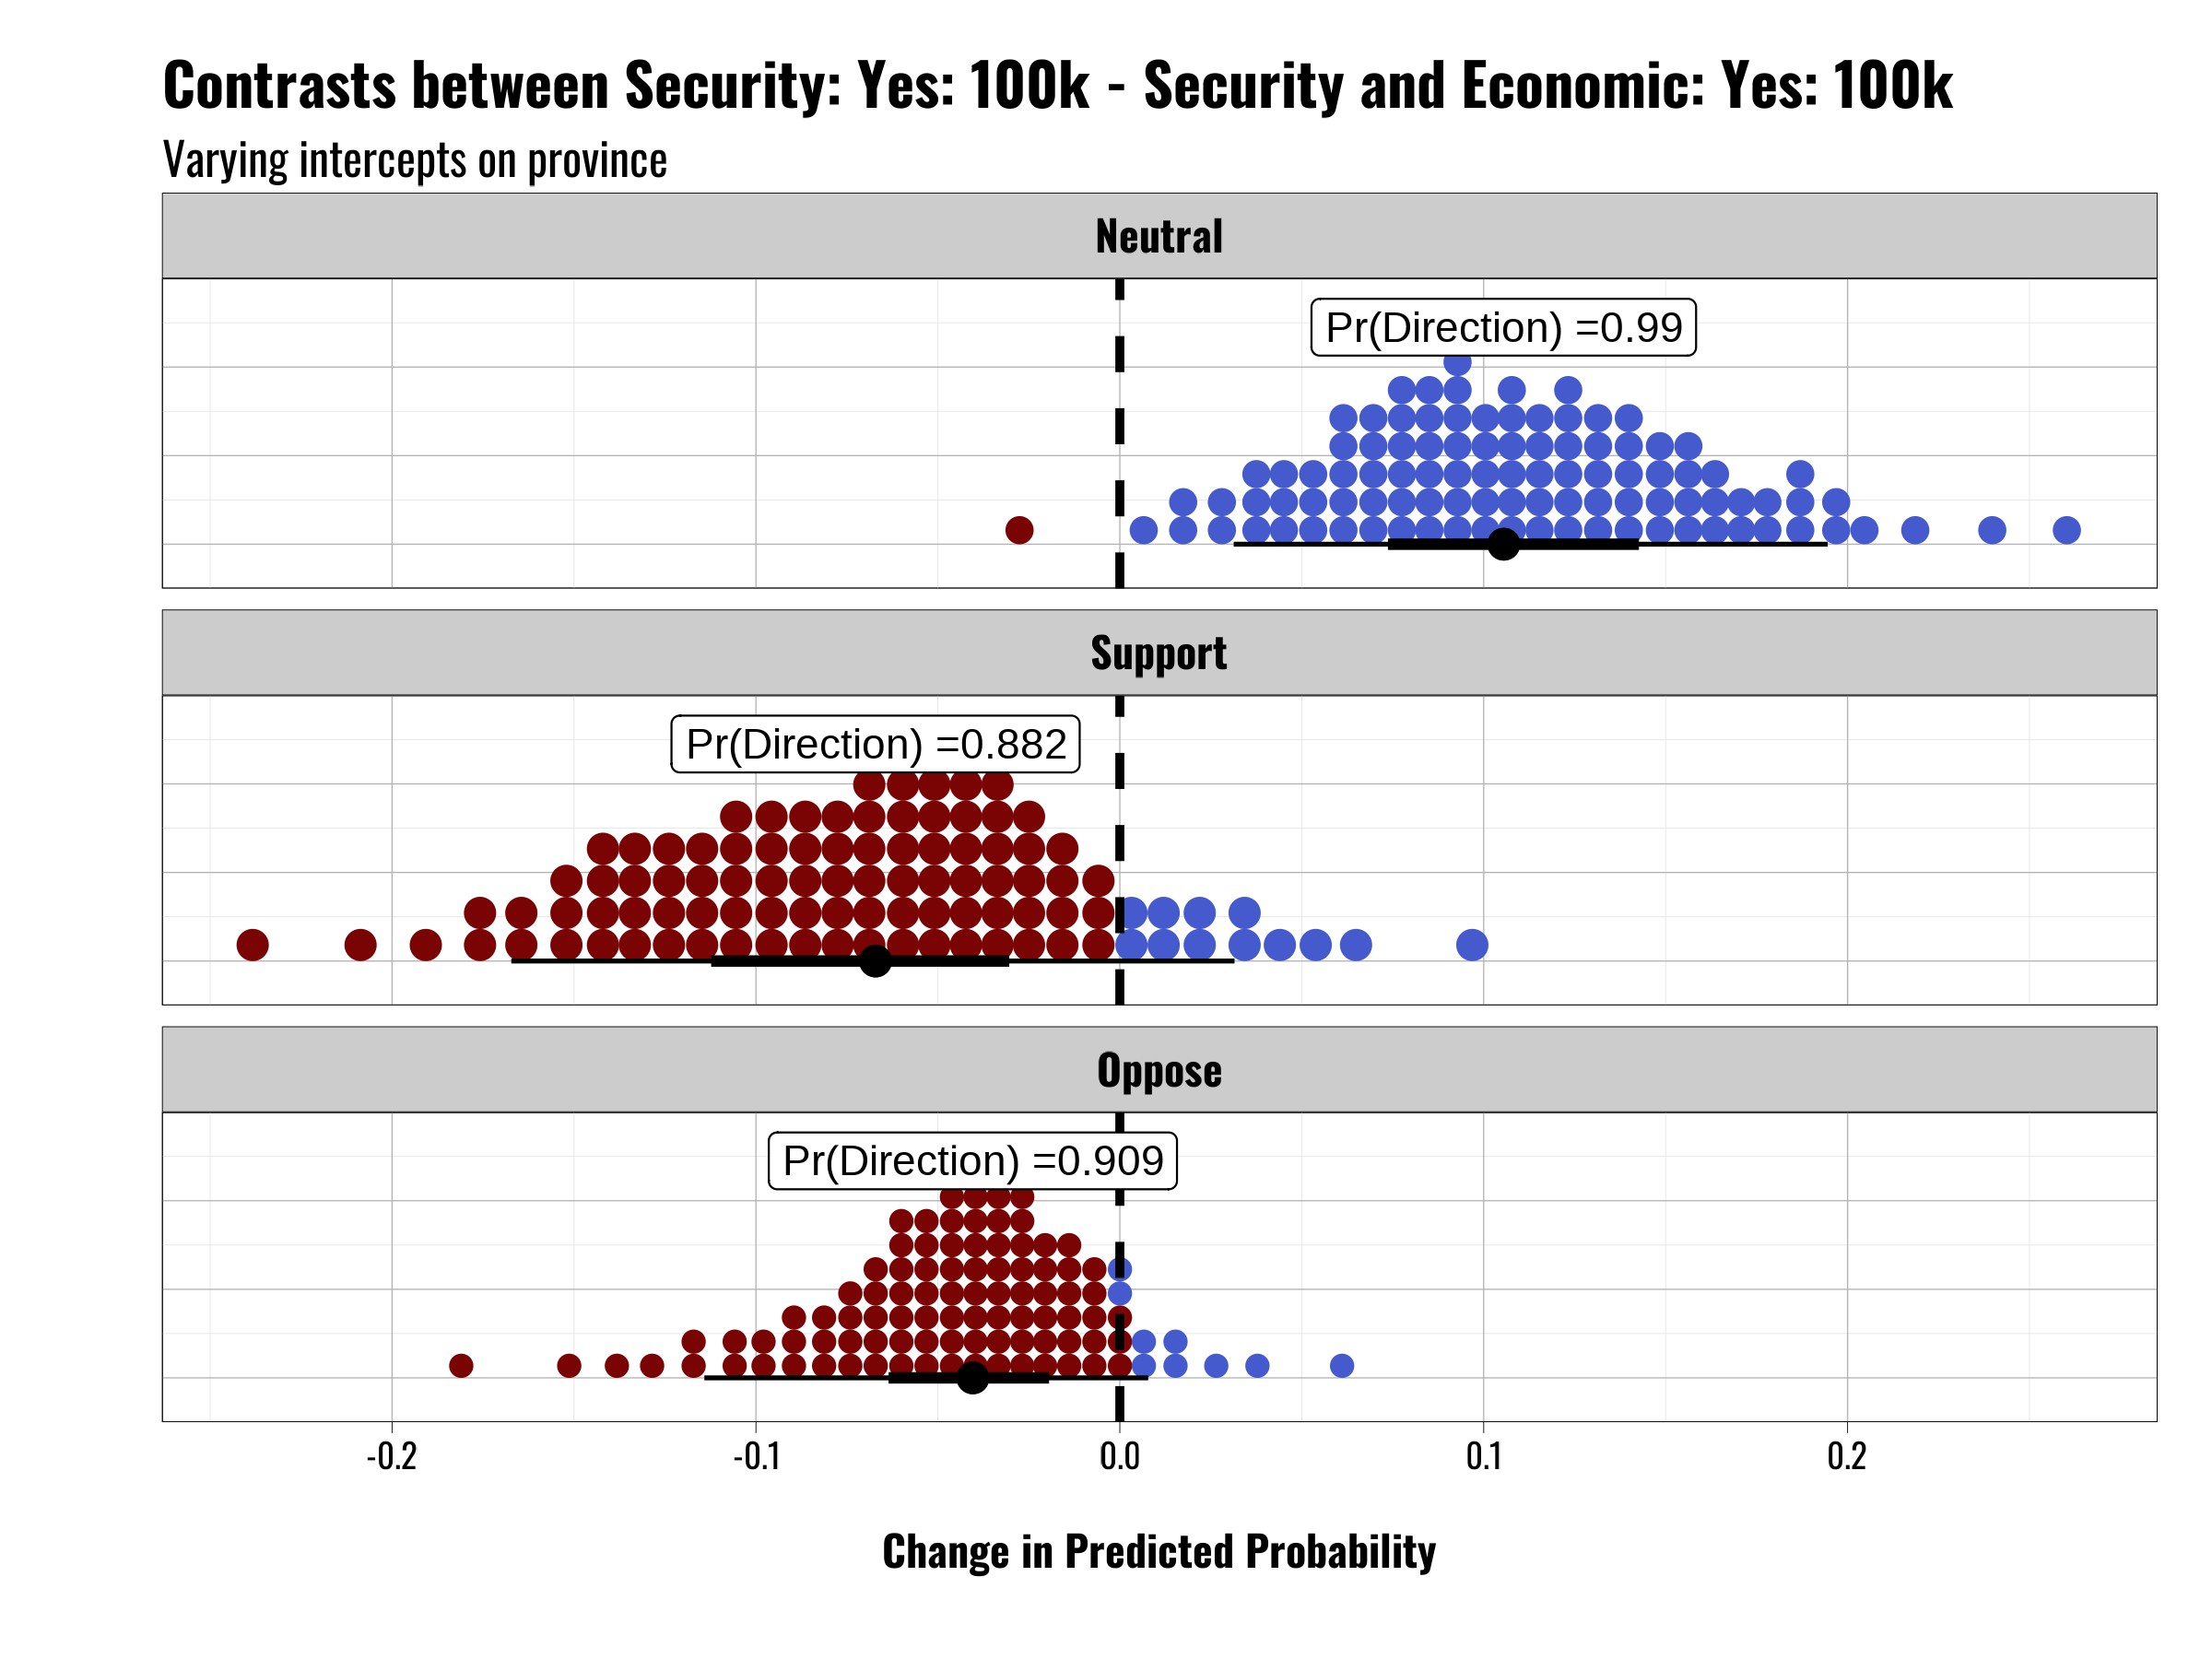 Contrasts between Security: Yes: 100k - Security and Economic: Yes: 100k
Varying intercepts on province
Neutral
Pr(Direction) =0.99
Support
Pr(Direction) =0.882
Oppose
Pr(Direction) =0.909
-0.2 -0.1 0.0 0.1 0.2
Change in Predicted Probability